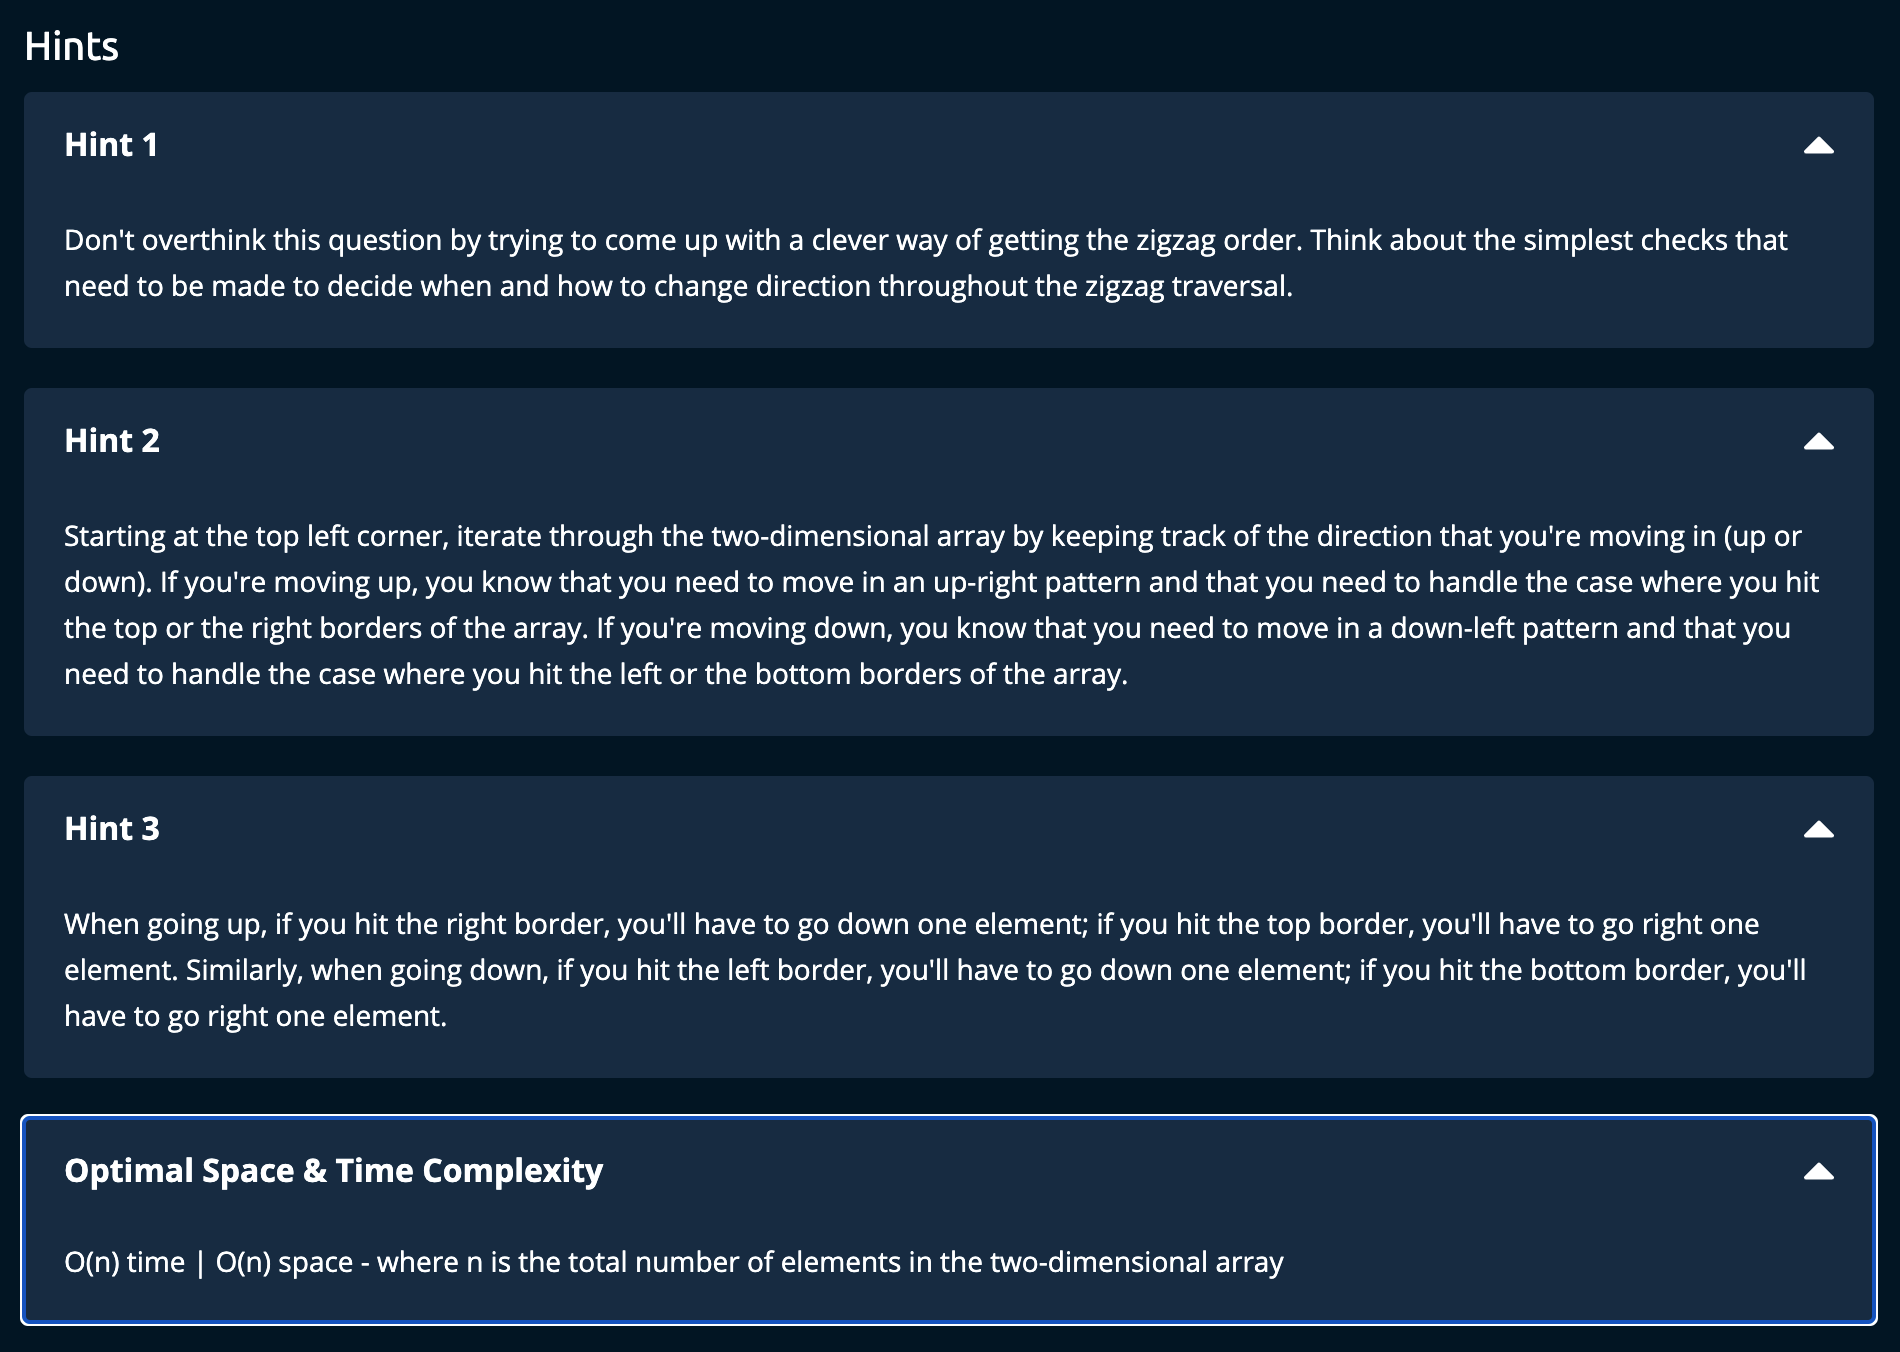 Hints
Hint 1
Don't overthink this question by trying to come up with a clever way of getting the zigzag order. Think about the simplest checks that
need to be made to decide when and how to change direction throughout the zigzag traversal.
Hint 2
Starting at the top left corner, iterate through the two-dimensional array by keeping track of the direction that you're moving in (up or
down). If you're moving up, you know that you need to move in an up-right pattern and that you need to handle the case where you hit
the top or the right borders of the array. If you're moving down, you know that you need to move in a down-left pattern and that you
need to handle the case where you hit the left or the bottom borders of the array.
Hint 3
When going up, if you hit the right border, you'll have to go down one element; if you hit the top border, you'll have to go right one
element. Similarly, when going down, if you hit the left border, you'll have to go down one element; if you hit the bottom border, you'll
have to go right one element.
Optimal Space & Time Complexity
O(n) time | O(n) space - where n is the total number of elements in the two-dimensional array